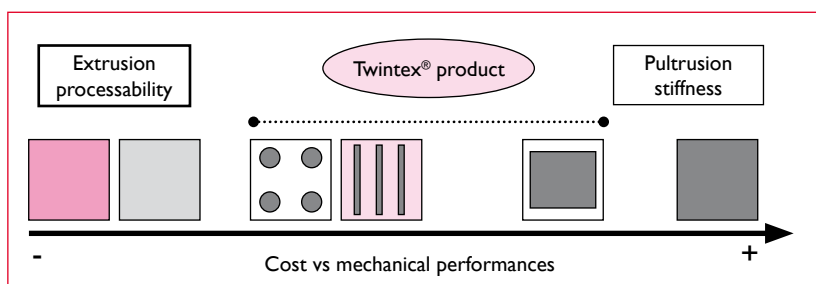 Extrusion
processability
Twintex® product
Pultrusion
stiffness
- +
Cost vs mechanical performances